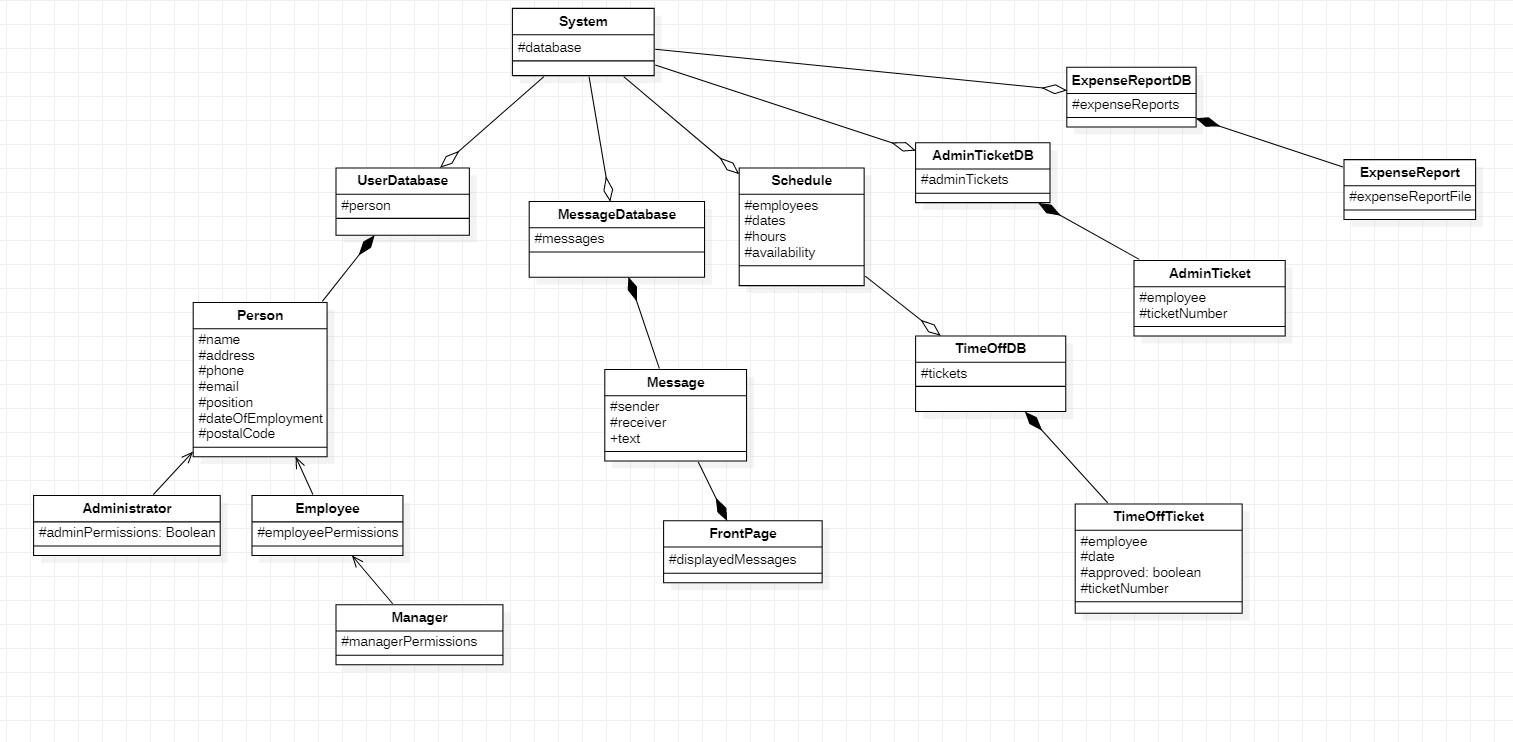 System
#database
ExpenseReportDB
#expenseReports
AdminTicketDB
#adminTickets
ExpenseReport
#expenseReportFile
UserDatabase
#person
Schedule
#employees
#dates
#hours
#availability
MessageDatabase
#messages
AdminTicket
#employee
#ticketNumber
Person
#name
#address
#phone
#email
#position
#dateOfEmployment
#postalCode
TimeOffDB
#tickets
Message
#sender
#receiver
+text
Administrator
#adminPermissions: Boolean
Employee
#employeePermissions
FrontPage
#displayedMessages
TimeOffTicket
#employee
#date
#approved: boolean
#ticketNumber
Manager
#managerPermissions